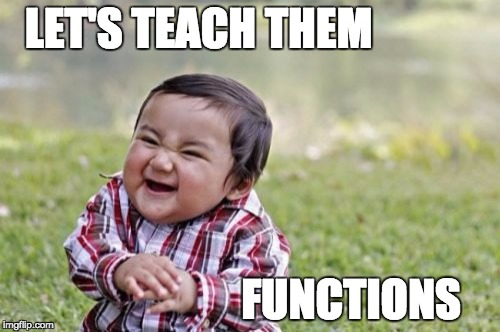 LET'S TEACH THEM
FUNCTIONS
imgflip.com